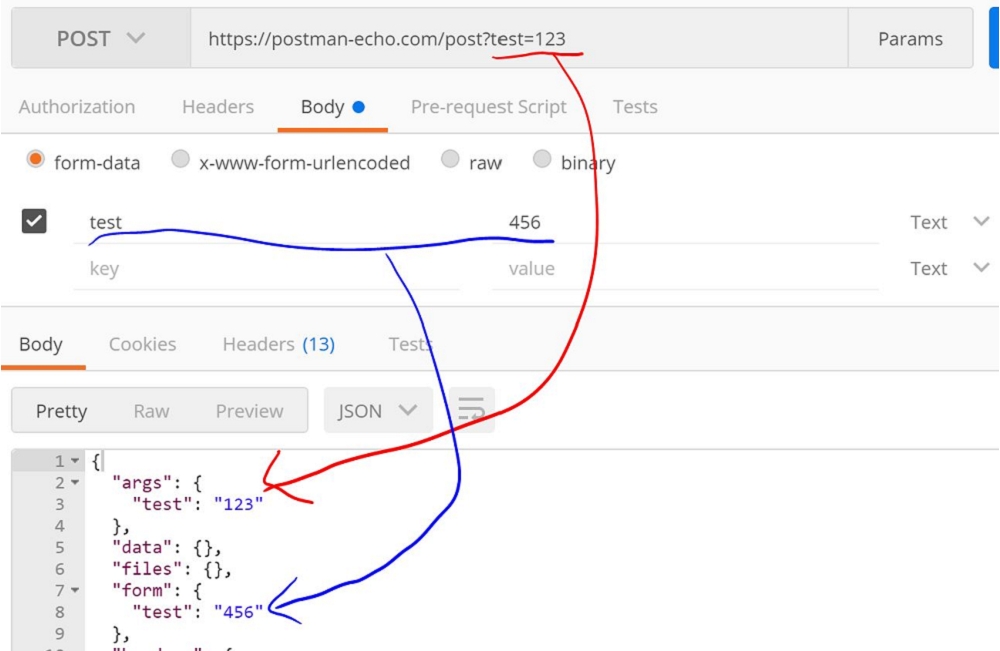 POST https://postman-echo.com/post?test=123 Params
Authorization Headers Body Pre-request Script Tests
form-data x-www-form-urlencoded raw binary
test 456 Text
key value Text
Body Cookies Headers (13) Tests
Pretty Raw Preview JSON
1 {
2 "args": {
3 "test": "123"
4 },
5 "data": {},
6 "files": {},
7 "form": {
8 "test": "456"
9 },